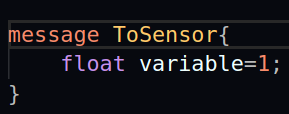 message ToSensor{
    float variable=1;
}